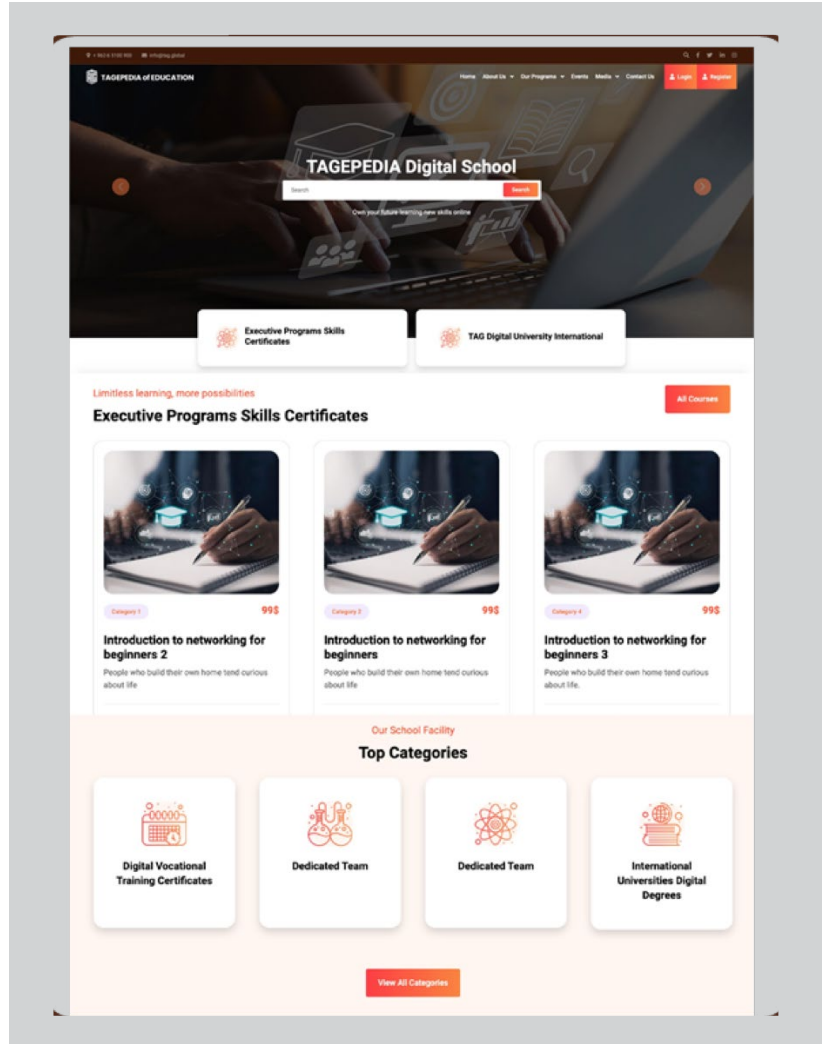 info@tag.global
TAGEPEDIA of EDUCATION
Home About Us Our Programs Events Media Contact Us Login Register
TAGEPEDIA Digital School
Search Search
Own your future learning new skills online
Executive Programs Skills
Certificates
TAG Digital University International
Limitless learning, more possibilities
Executive Programs Skills Certificates
All Courses
Category 1 99$
Introduction to networking for
beginners 2
People who build their own home tend curious
about life
Category 2 99$
Introduction to networking for
beginners
People who build their own home tend curious
about life
Category 4 99$
Introduction to networking for
beginners 3
People who build their own home tend curious
about life.
Our School Facility
Top Categories
Digital Vocational
Training Certificates
Dedicated Team
Dedicated Team
International
Universities Digital
Degrees
View All Categories